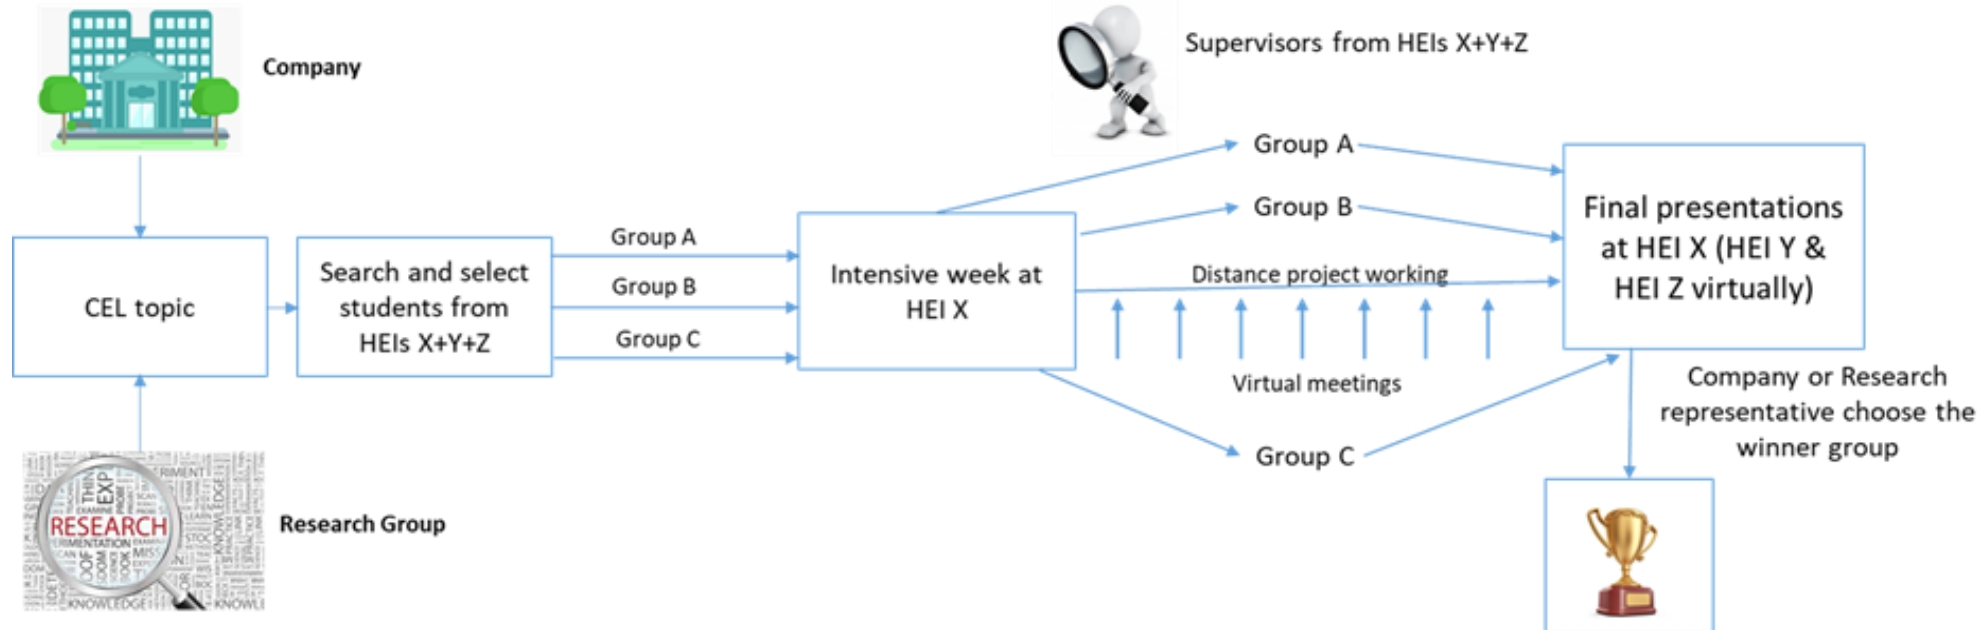 Company
Supervisors from HEIs X+Y+Z
CEL topic
Search and select
students from
HEIs X+Y+Z
Group A
Group B
Group C
Intensive week at
HEI X
Group A
Group B
Distance project working
Virtual meetings
Group C
Final presentations
at HEI X (HEI Y &
HEI Z virtually)
Company or Research
representative choose the
winner group
Research Group
RESEARCH
KNOWLEDGE